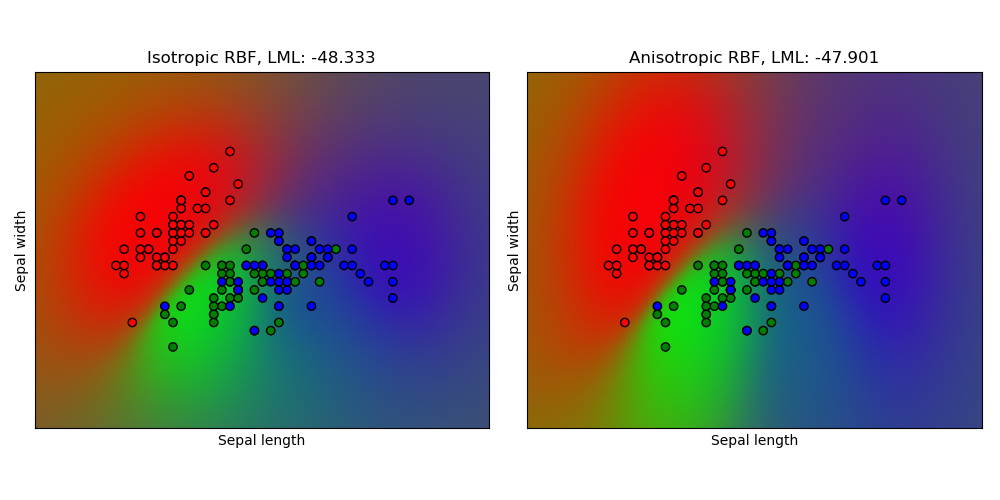 Isotropic RBF, LML: -48.333
Sepal width
Sepal length
Anisotropic RBF, LML: -47.901
Sepal width
Sepal length